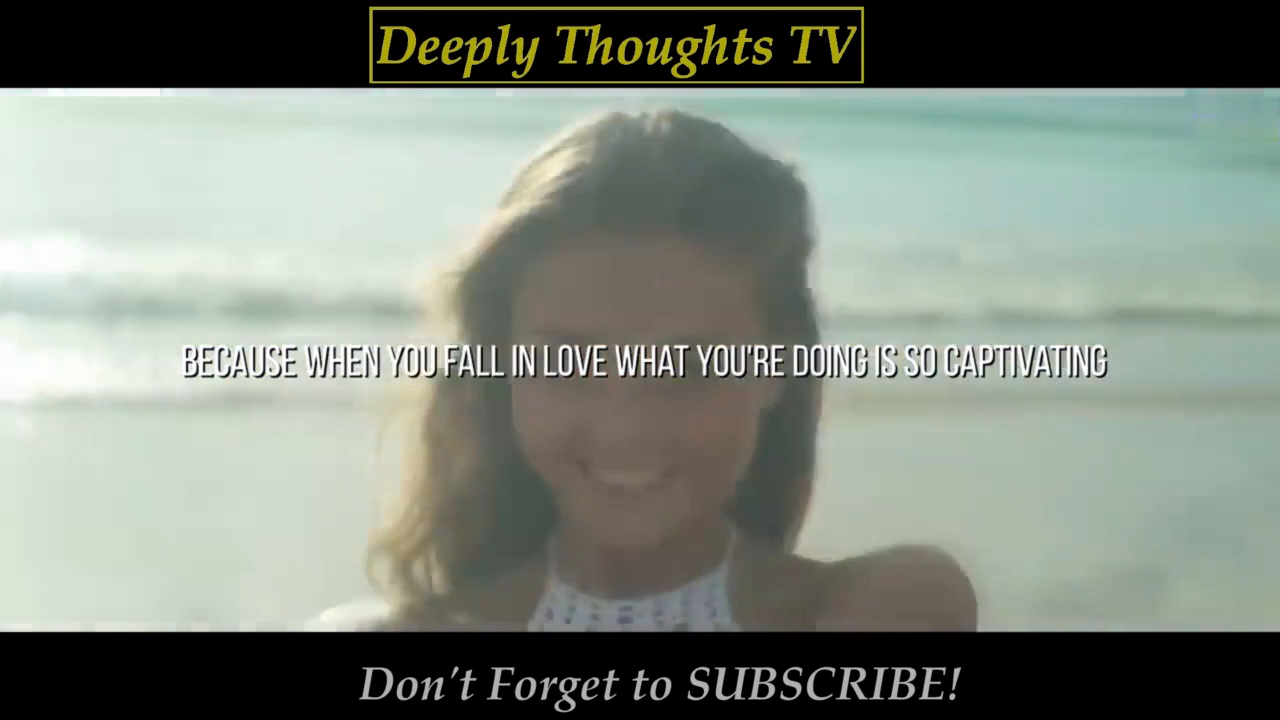 Deeply Thoughts TV
BECAUSE WHEN YOU FALL IN LOVE WHAT YOU'RE DOING IS SO CAPTIVATING
Don't Forget to SUBSCRIBE!